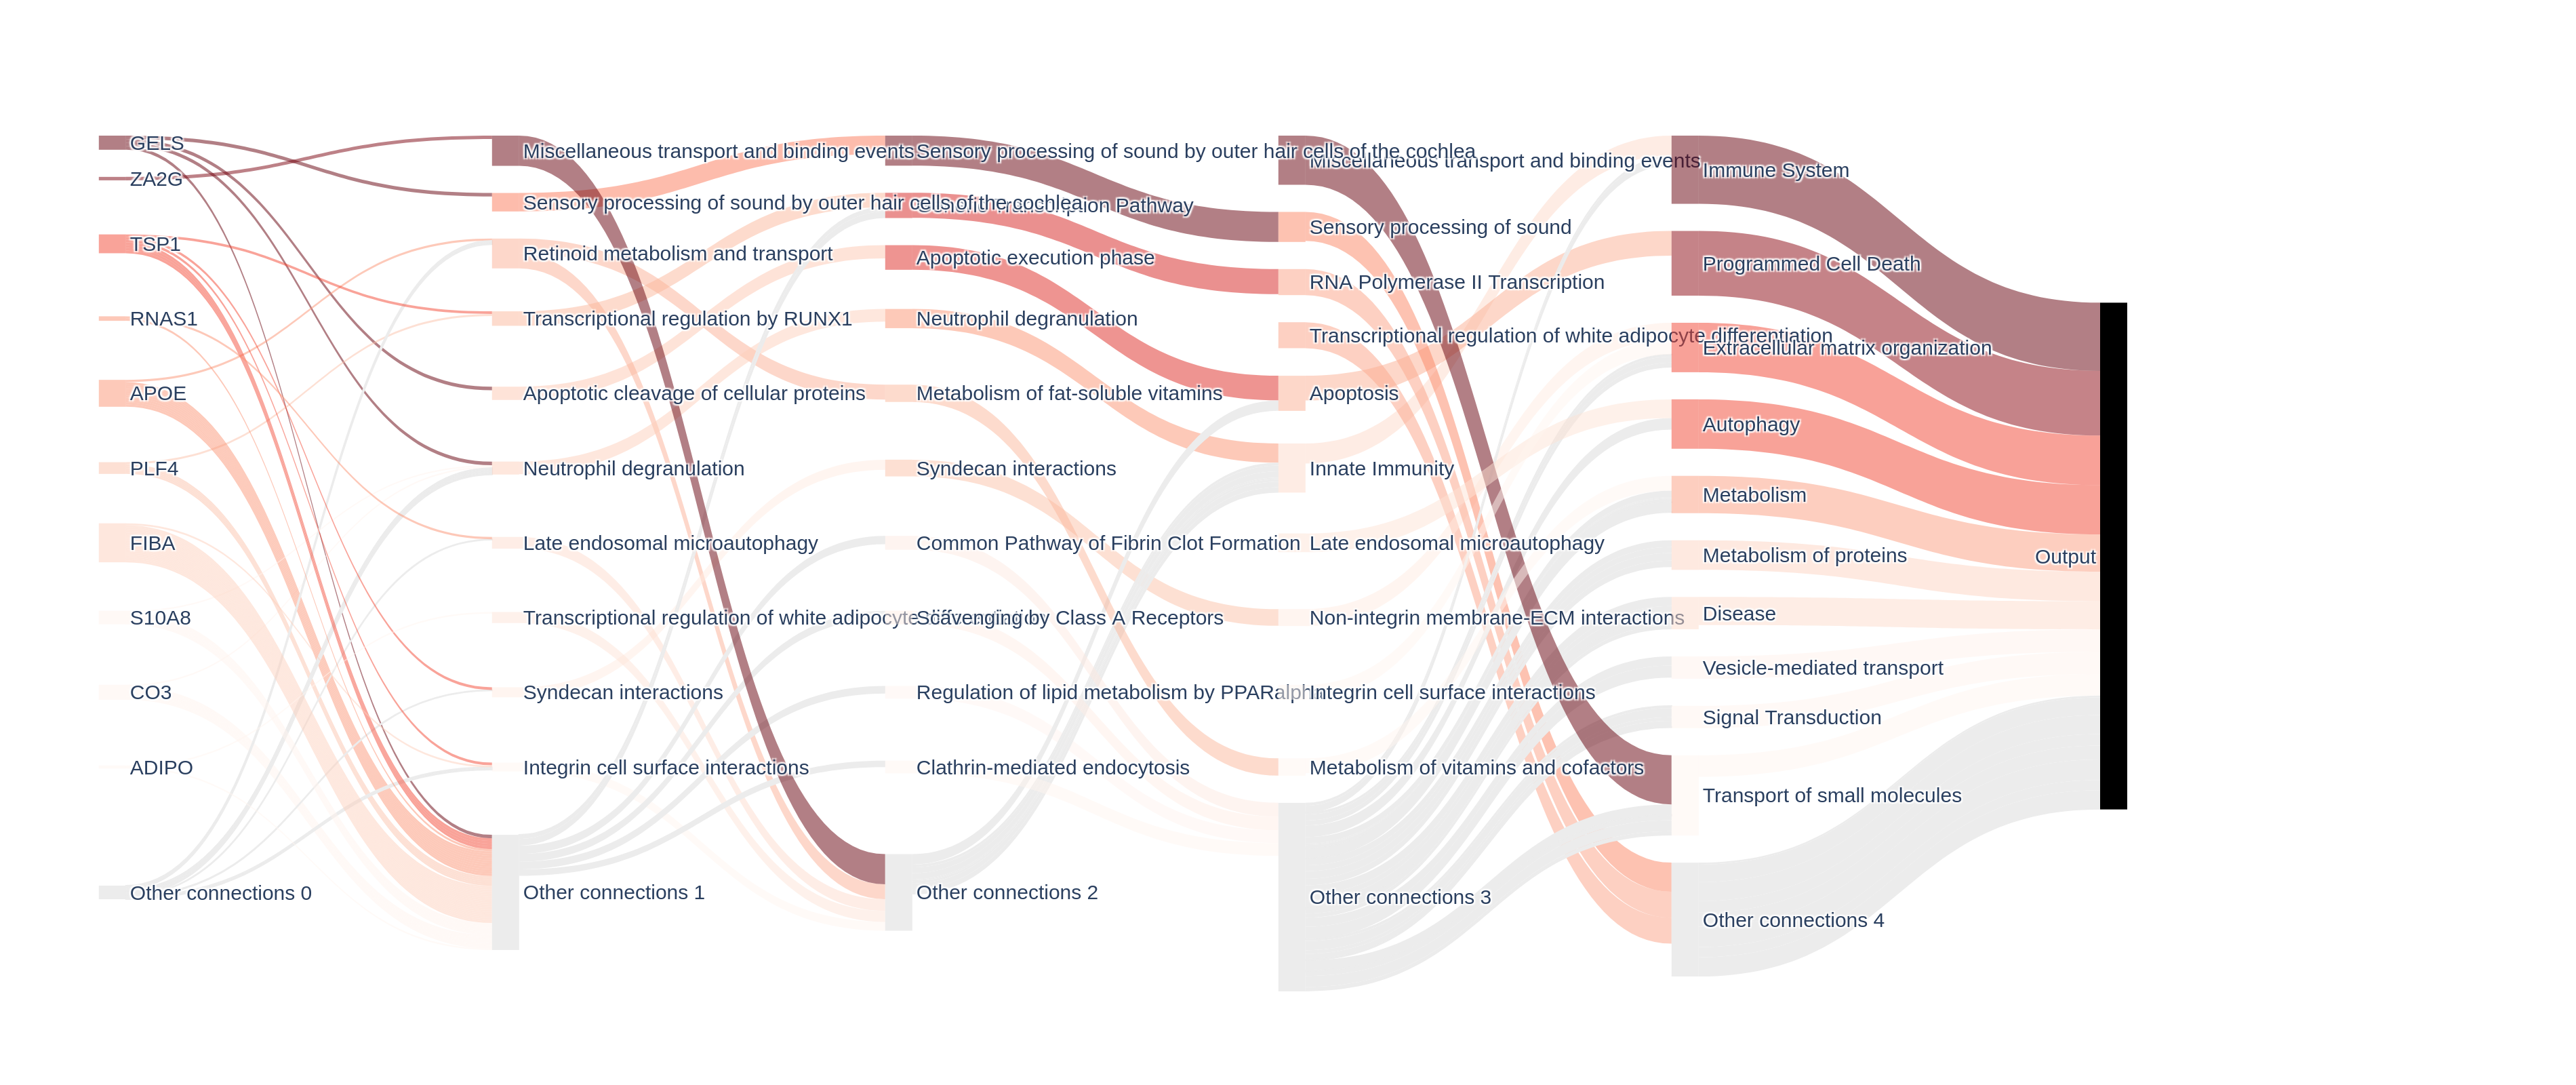 GELS
ZA2G
TSP1
RNAS1
APOE
PLF4
FIBA
S10A8
CO3
ADIPO
Other connections 0
Miscellaneous transport and binding events
Sensory processing of sound by outer hair cells of the cochlea
Retinoid metabolism and transport
Transcriptional regulation by RUNX1
Apoptotic cleavage of cellular proteins
Neutrophil degranulation
Late endosomal microautophagy
Transcriptional regulation of white adipocyte differentiation
Syndecan interactions
Integrin cell surface interactions
Other connections 1
Sensory processing of sound by outer hair cells of the cochlea
Transcription Pathway
Apoptotic execution phase
Neutrophil degranulation
Metabolism of fat-soluble vitamins
Syndecan interactions
Common Pathway of Fibrin Clot Formation
Scavenging by Class A Receptors
Regulation of lipid metabolism by PPARalpha
Clathrin-mediated endocytosis
Other connections 2
Miscellaneous transport and binding events
Sensory processing of sound
RNA Polymerase II Transcription
Transcriptional regulation of white adipocyte differentiation
Apoptosis
Innate Immunity
Late endosomal microautophagy
Non-integrin membrane-ECM interactions
Integrin cell surface interactions
Metabolism of vitamins and cofactors
Other connections 3
Immune System
Programmed Cell Death
Extracellular matrix organization
Autophagy
Metabolism
Metabolism of proteins
Disease
Vesicle-mediated transport
Signal Transduction
Transport of small molecules
Other connections 4
Output